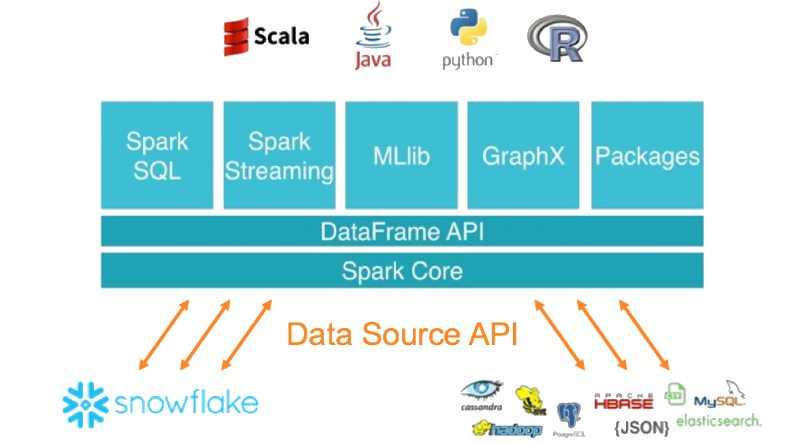 Scala
Java
python
R
Spark
SQL
Spark
Streaming
MLlib
GraphX
Packages
DataFrame API
Spark Core
Data Source API
snowflake
cassandra
HIVE
APACHE
HBASE
CSV
MySQL
hadoop
PostgreSQL
{JSON}
elasticsearch.